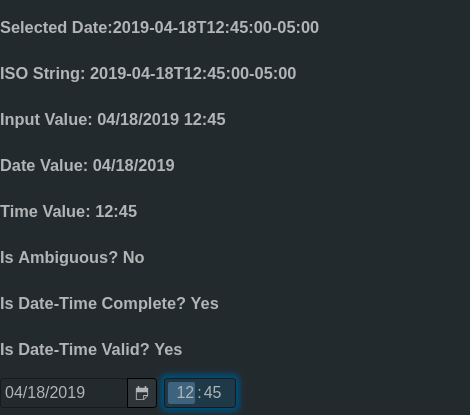 Selected Date:2019-04-18T12:45:00-05:00
ISO String: 2019-04-18T12:45:00-05:00
Input Value: 04/18/2019 12:45
Date Value: 04/18/2019
Time Value: 12:45
Is Ambiguous? No
Is Date-Time Complete? Yes
Is Date-Time Valid? Yes
04/18/2019 12:45